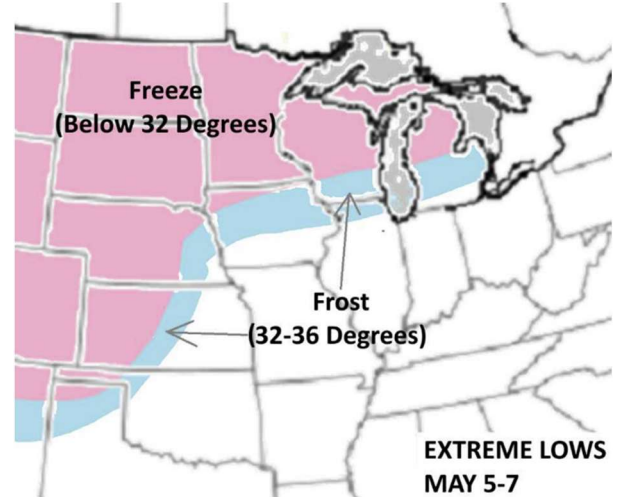 Freeze
(Below 32 Degrees)
Frost
(32-36 Degrees)
EXTREME LOWS
MAY 5-7